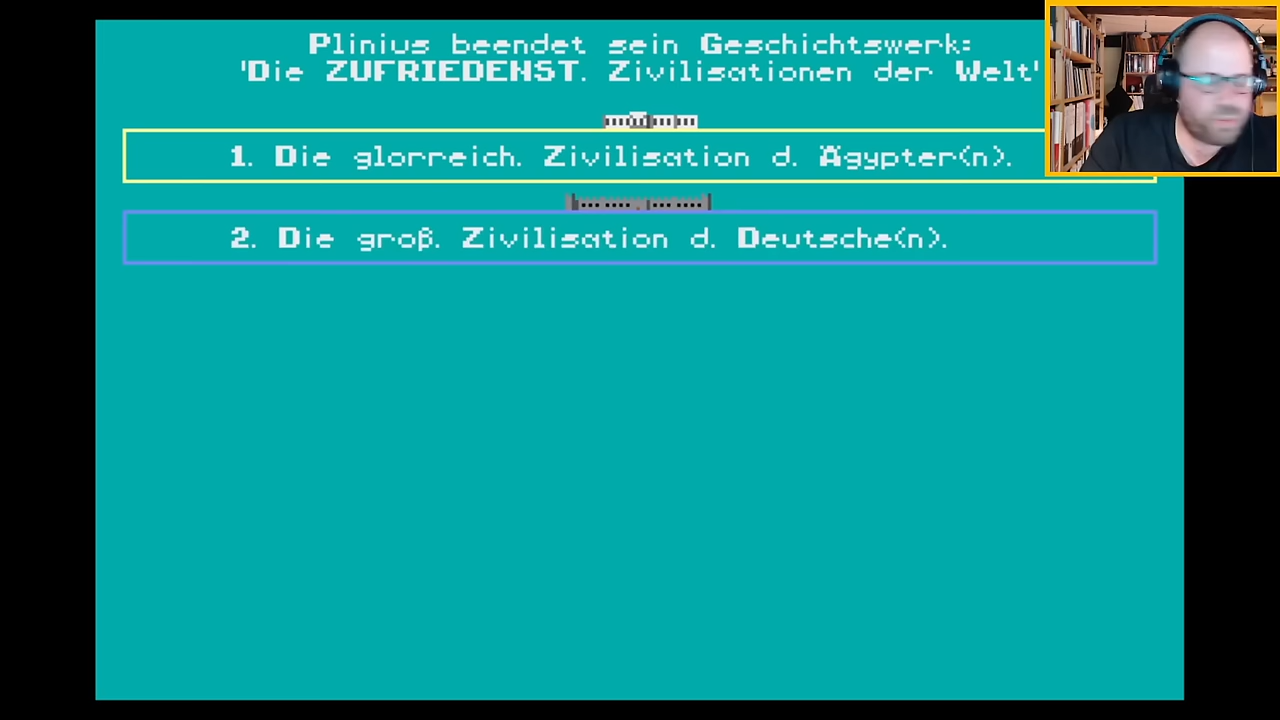 Plinius beendet sein Geschichtswerk:
'Die ZUFRIEDENST. Zivilisationen der Welt'
1. Die glorreich. Zivilisation d. Ägypter(n).
2. Die groß. Zivilisation d. Deutsche(n).